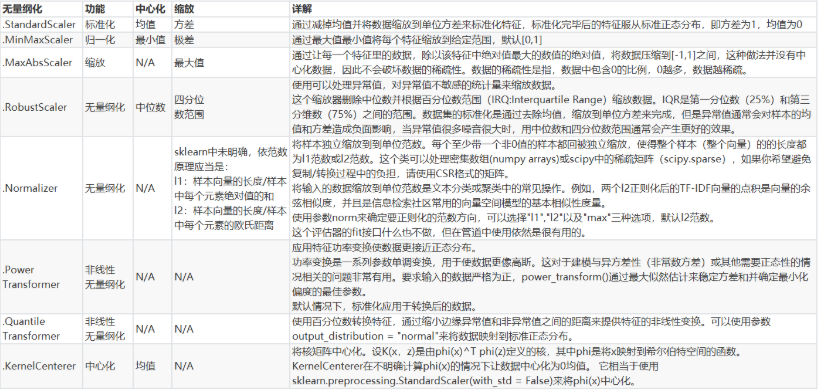 无量纲化 功能 中心化 缩放 详解
.StandardScaler 标准化 均值 方差 通过减掉均值并将数据缩放到单位方差来标准化特征，标准化完毕后的特征服从标准正态分布，即方差为1，均值为0
.MinMaxScaler 归一化 最小值 极差 通过最大值最小值将每个特征缩放到给定范围，默认[0,1]
.MaxAbsScaler 缩放 N/A 最大值 通过让每一个特征里的数据，除以该特征中绝对值最大的数值的绝对值，将数据压缩到[-1,1]之间，这种做法并没有中
心化数据，因此不会破坏数据的稀疏性。数据的稀疏性是指，数据中包含0的比例，0越多，数据越稀疏。
.RobustScaler 无量纲化 中位数 四分位
数范围 使用可以处理异常值，对异常值不敏感的统计量来缩放数据。
这个缩放器删除中位数并根据百分位数范围（IRQ:Interquartile Range）缩放数据。IQR是第一分位数（25%）和第三
分维数（75%）之间的范围。数据集的标准化是通过去除均值，缩放到单位方差来完成，但是异常值通常会对样本的均
值和方差造成负面影响，当异常值很多噪音很大时，用中位数和四分位数范围通常会产生更好的效果。
.Normalizer 无量纲化 N/A sklearn中未明确，依范数
原理应当是：
l1：样本向量的长度/样本
中每个元素绝对值的和
l2：样本向量的长度/样本
中每个元素的欧氏距离 将样本独立缩放到单位范数。每个至少带一个非0值的样本都回被独立缩放，使得整个样本（整个向量）的的长度都
为l1范数或l2范数。这个类可以处理密集数组(numpy arrays)或scipy中的稀疏矩阵（scipy.sparse），如果你希望避免
复制/转换过程中的负担，请使用CSR格式的矩阵。
将输入的数据缩放到单位范数是文本分类或聚类中的常见操作。例如，两个l2正则化后的TF-IDF向量的点积是向量的余
弦相似度，并且是信息检索社区常用的向量空间模型的基本相似性度量。
使用参数norm来确定要正则化的范数方向，可以选择"l1","l2"以及"max"三种选项，默认l2范数。
这个评估器的fit接口什么也不做，但在管道中使用依然是很有用的。
.Power
Transformer 非线性
无量纲化 N/A N/A 应用特征功率变换使数据更接近正态分布。
功率变换是一系列参数单调变换，用于使数据更像高斯。这对于建模与异方差性（非常数方差）或其他需要正态性的情
况相关的问题非常有用。要求输入的数据严格为正，power_transform()通过最大似然估计来稳定方差和并确定最小化
偏度的最佳参数。
默认情况下，标准化应用于转换后的数据。
.Quantile
Transformer 非线性
无量纲化 N/A N/A 使用百分位数转换特征，通过缩小边缘异常值和非异常值之间的距离来提供特征的非线性变换。可以使用参数
output_distribution = "normal"来将数据映射到标准正态分布。
.KernelCenterer 中心化 均值 N/A 将核矩阵中心化。设K(x，z)是由phi(x)^T phi(z)定义的核，其中phi是将x映射到希尔伯特空间的函数。
KernelCenterer在不明确计算phi(x)的情况下让数据中心化为0均值。 它相当于使用
sklearn.preprocessing.StandardScaler(with_std = False)来将phi(x)中心化。